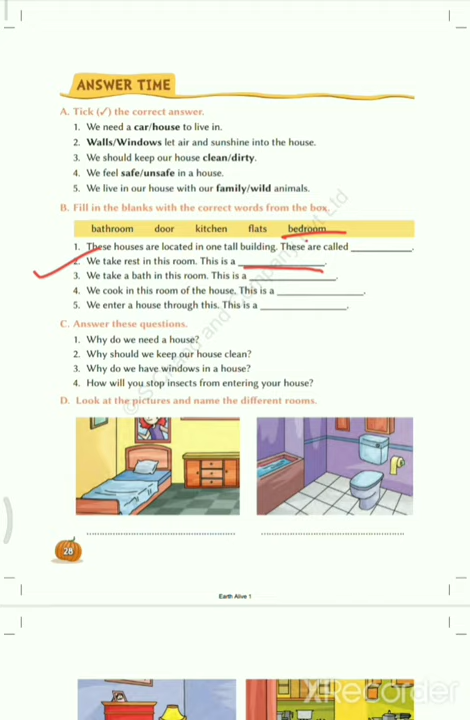 ANSWER TIME
A. Tick (✓) the correct answer.
1. We need a car/house to live in.
2. Walls/Windows let air and sunshine into the house.
3. We should keep our house clean/dirty.
4. We feel safe/unsafe in a house.
5. We live in our house with our family/wild animals.
B. Fill in the blanks with the correct words from the box.
bathroom door kitchen flats bedroom
1. These houses are located in one tall building. These are called ____________.
2. We take rest in this room. This is a ________________.
3. We take a bath in this room. This is a ________________.
4. We cook in this room of the house. This is a ________________.
5. We enter a house through this. This is a ________________.
C. Answer these questions.
1. Why do we need a house?
2. Why should we keep our house clean?
3. Why do we have windows in a house?
4. How will you stop insects from entering your house?
D. Look at the pictures and name the different rooms.
28
Earth Alive 1
XRecorder